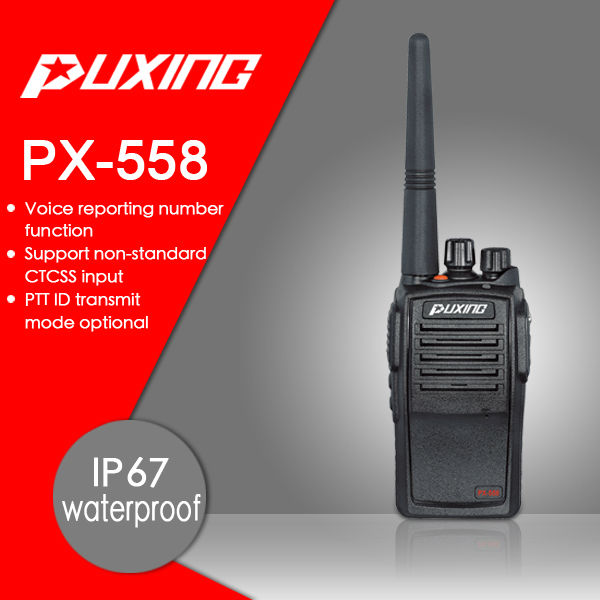 PUXING
PX-558
• Voice reporting number
function
• Support non-standard
CTCSS input
• PTT ID transmit
mode optional
IP67
waterproof
PUXING